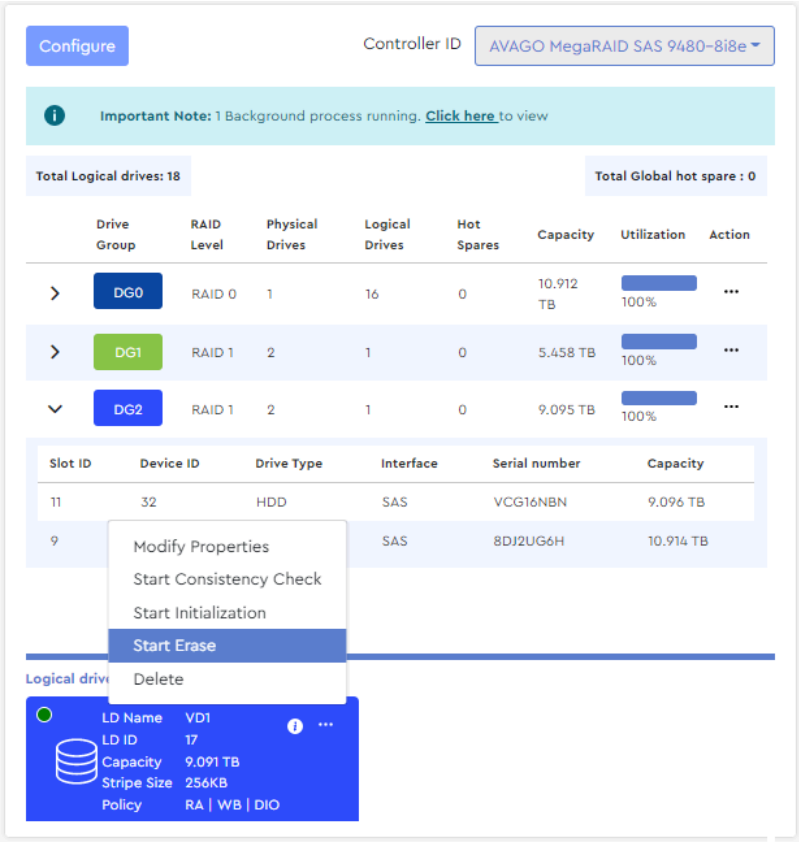 Configure
Controller ID
AVAGO MegaRAID SAS 9480-8i8e
Important Note: 1 Background process running. Click here to view
Total Logical drives: 18
Total Global hot spare : 0
Drive Group RAID Level Physical Drives Logical Drives Hot Spares Capacity Utilization Action
DG0 RAID 0 1 16 0 10.912 TB 100% ...
DG1 RAID 1 2 1 0 5.458 TB 100% ...
DG2 RAID 1 2 1 0 9.095 TB 100% ...
Slot ID Device ID Drive Type Interface Serial number Capacity
11 32 HDD SAS VCG16NBN 9.096 TB
9 SAS 8DJ2UG6H 10.914 TB
Modify Properties
Start Consistency Check
Start Initialization
Start Erase
Delete
Logical driv
LD Name VD1
LD ID 17
Capacity 9.091 TB
Stripe Size 256KB
Policy RA | WB | DIO